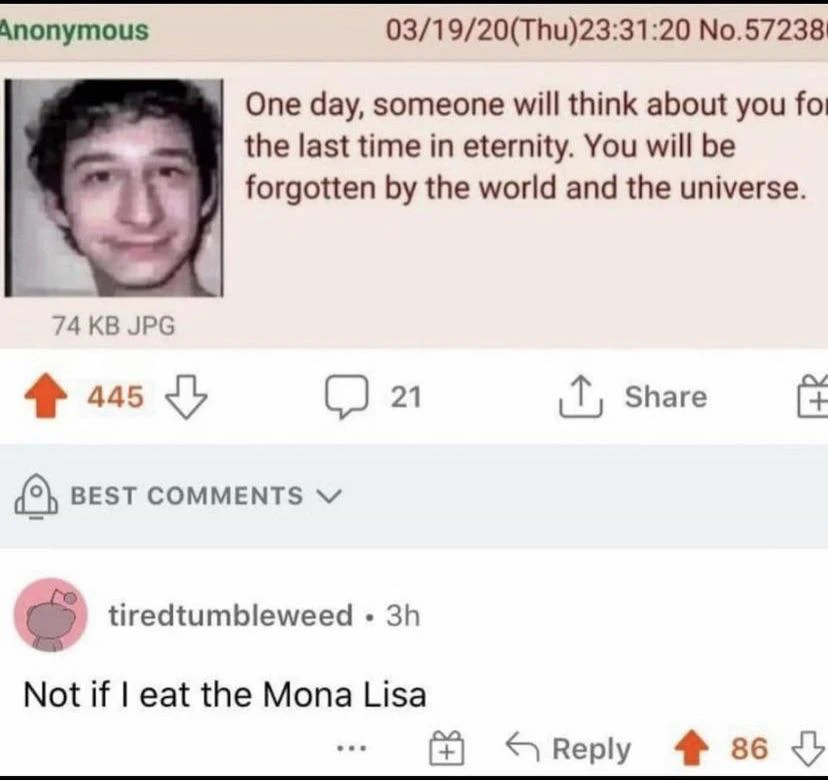 Anonymous
03/19/20(Thu)23:31:20 No.57238
One day, someone will think about you for
the last time in eternity. You will be
forgotten by the world and the universe.
74 KB JPG
445
21
Share
BEST COMMENTS
tiredtumbleweed • 3h
Not if I eat the Mona Lisa
... Reply 86